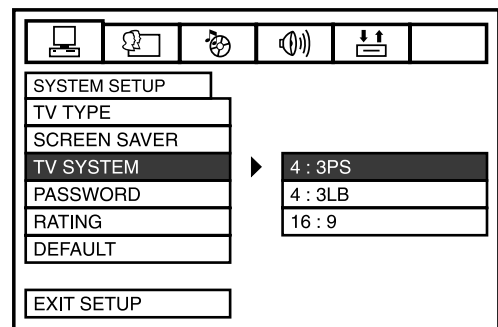 SYSTEM SETUP
TV TYPE
SCREEN SAVER
TV SYSTEM
PASSWORD
RATING
DEFAULT
EXIT SETUP
4 : 3PS
4 : 3LB
16 : 9